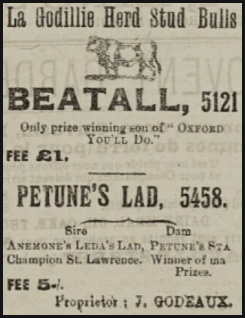 La Godillie Herd Stud Bulls
BEATALL, 5121
Only prize winning son of "OXFORD
YOU'LL DO."
FEE £1.
PETUNE'S LAD, 5458.
Sire Dam
ANEMONE'S LEDA'S LAD, PETUNE'S STA
Champion St. Lawrence. Winner of ma
Prizes.
FEE 5/-
Proprietor: J. GODEAUX.